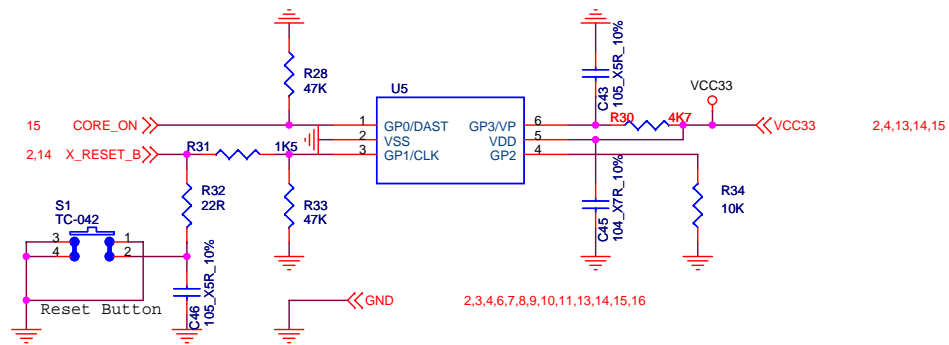 R28
47K
U5
C43
105_X5R_10%
VCC33
15 CORE_ON
1 GP0/DAST
2 VSS
3 GP1/CLK
GP3/VP 6
VDD 5
GP2 4
R30 4K7
VCC33 2,4,13,14,15
2,14 X_RESET_B
R31 1K5
R32
22R
R33
47K
C45
104_X7R_10%
R34
10K
S1
TC-042
3 1
4 2
Reset Button
C46
105_X5R_10%
GND 2,3,4,6,7,8,9,10,11,13,14,15,16